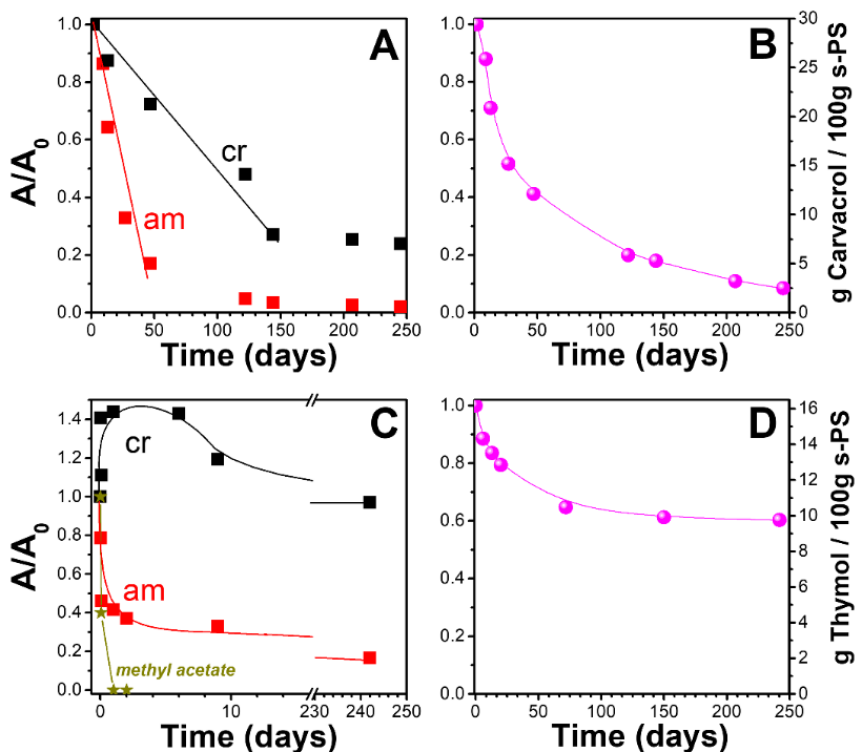 A
1.0
0.8
0.6
0.4
0.2
0.0
A/A0
cr
am
0 50 100 150 200 250
Time (days)
B
1.0
0.8
0.6
0.4
0.2
0.0
30
25
20
15
10
5
0
g Carvacrol / 100g s-PS
0 50 100 150 200 250
Time (days)
C
1.4
1.2
1.0
0.8
0.6
0.4
0.2
0.0
A/A0
cr
am
methyl acetate
0 10 230 240 250
Time (days)
D
1.0
0.8
0.6
0.4
0.2
0.0
16
14
12
10
8
6
4
2
0
g Thymol / 100g s-PS
0 50 100 150 200 250
Time (days)